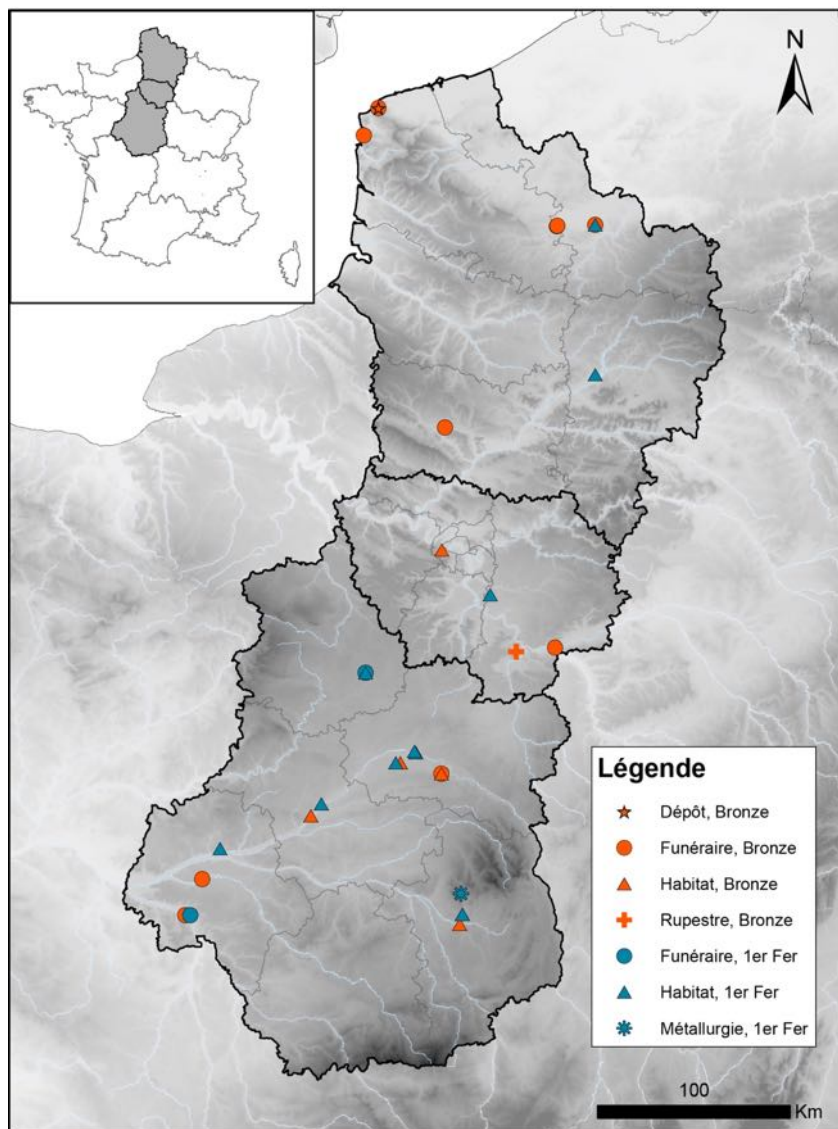 N
Légende
Dépôt, Bronze
Funéraire, Bronze
Habitat, Bronze
Rupestre, Bronze
Funéraire, 1er Fer
Habitat, 1er Fer
Métallurgie, 1er Fer
100
Km